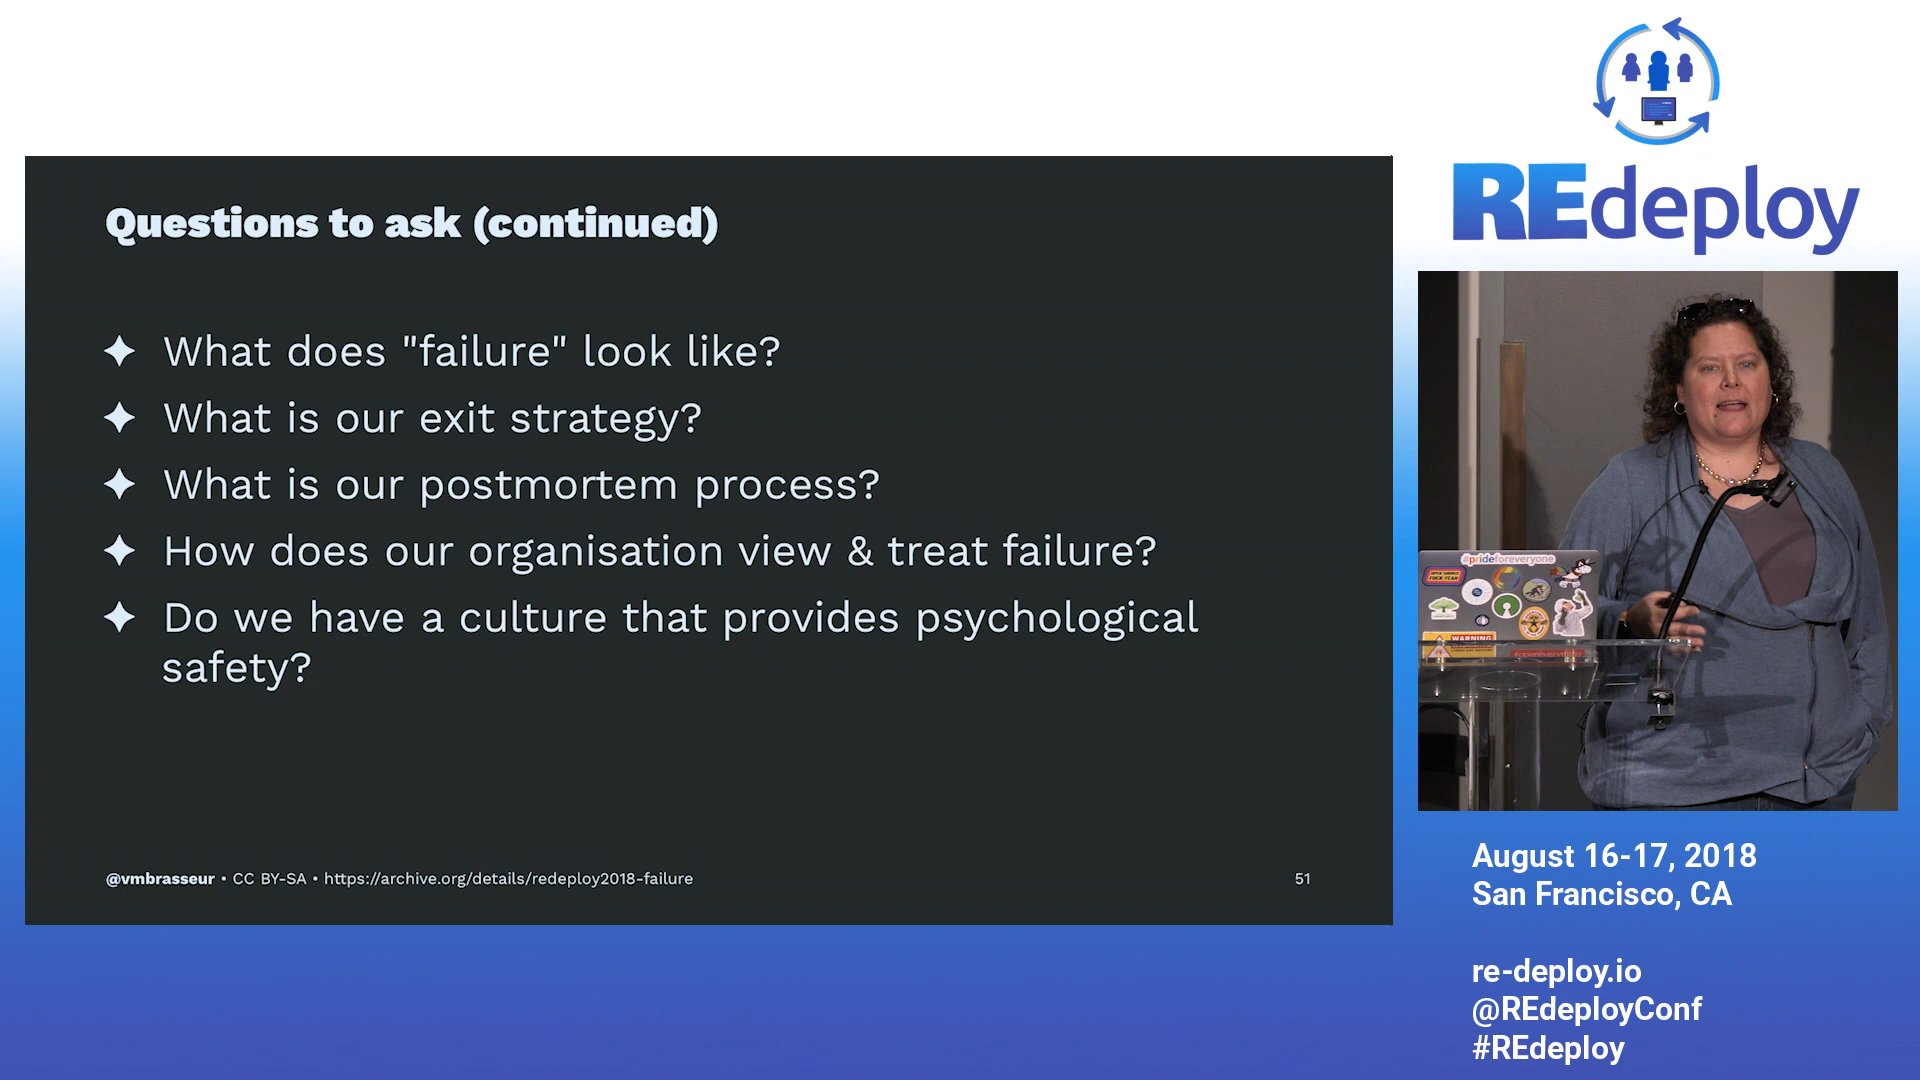 REdeploy
Questions to ask (continued)
✦ What does "failure" look like?
✦ What is our exit strategy?
✦ What is our postmortem process?
✦ How does our organisation view & treat failure?
✦ Do we have a culture that provides psychological
safety?
@vmbrasseur • CC BY-SA • https://archive.org/details/redeploy2018-failure
51
#prideforeveryone
WARNING
August 16-17, 2018
San Francisco, CA
re-deploy.io
@REdeployConf
#REdeploy